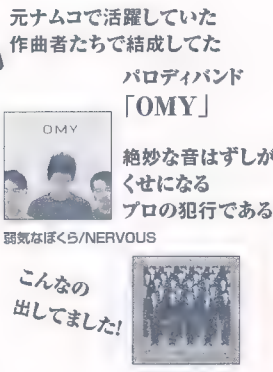 元ナムコで活躍していた
作曲者たちで結成してた
パロディバンド
「OMY」
OMY
絶妙な音はずしが
くせになる
プロの犯行である
弱気なぼくら/NERVOUS
こんなの
出してました!